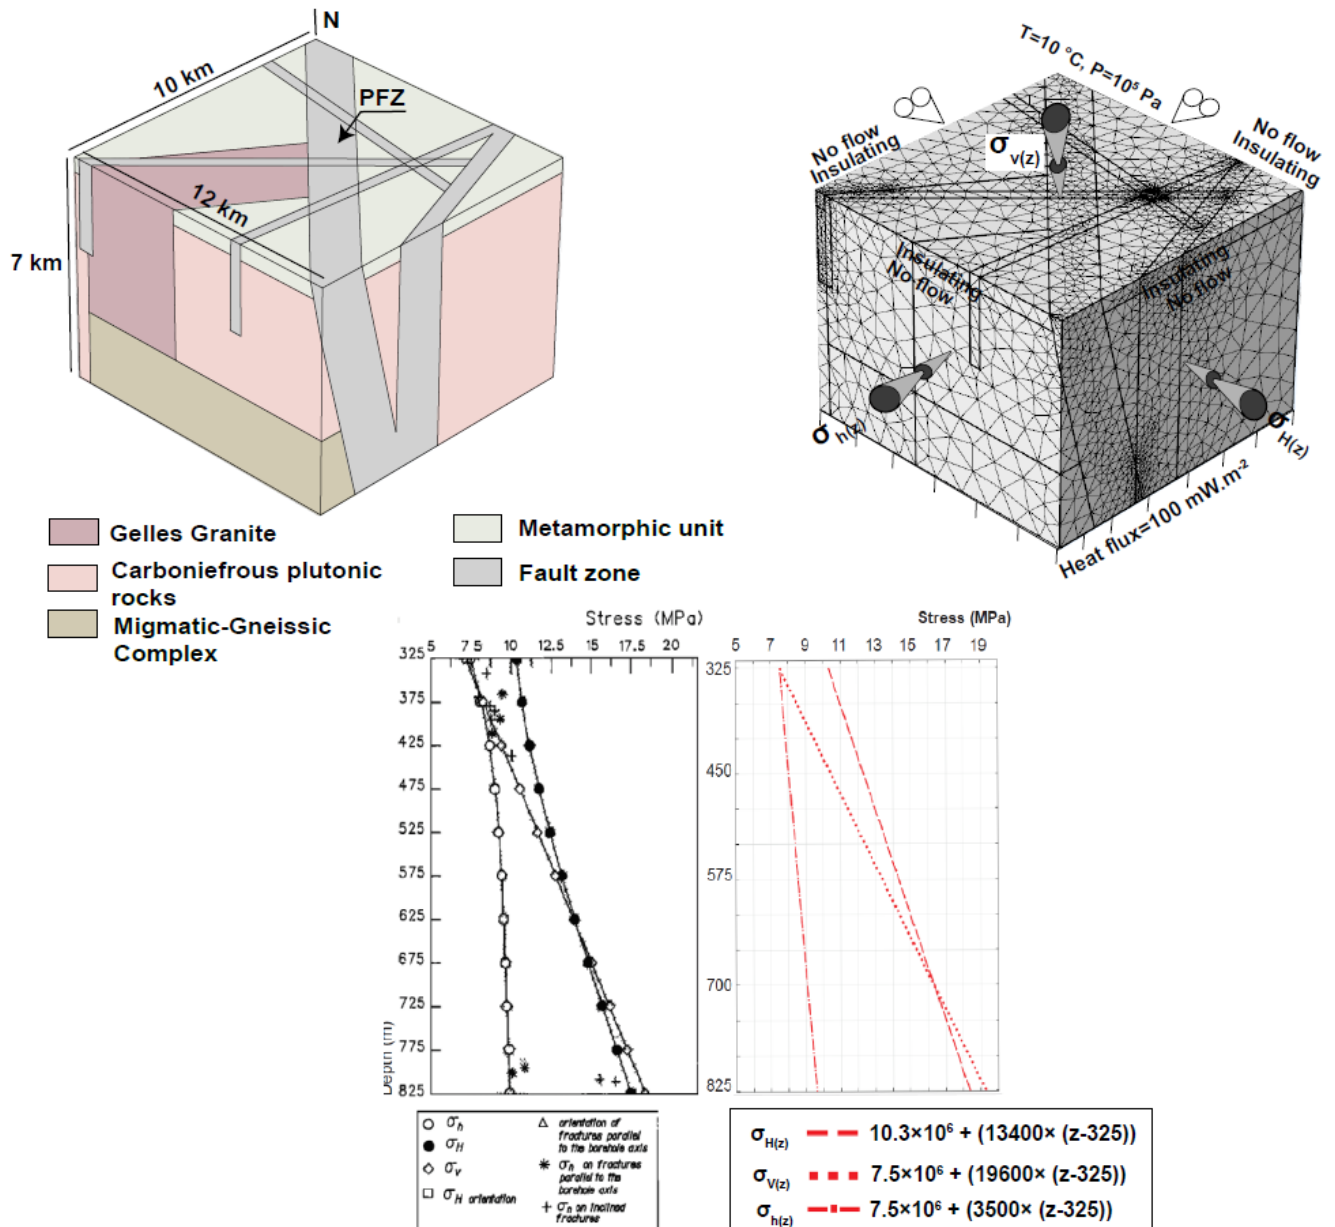 N
10 km
PFZ
12 km
7 km
Gelles Granite
Carboniefrous plutonic
rocks
Migmatic-Gneissic
Complex
Metamorphic unit
Fault zone
T=10 °C, P=10⁵ Pa
No flow
Insulating
No flow
Insulating
σ v(z)
Insulating
No flow
Insulating
No flow
σ h(z)
σ H(z)
Heat flux=100 mW.m⁻²
Stress (MPa)
5 7.5 10 12.5 15 17.5 20
325
375
425
475
525
575
625
675
725
775
825
Depth (m)
σh
σH
σv
σH orientation
orientation of
fractures parallel
to the borehole axis
σn on fractures
parallel to the
borehole axis
σn on inclined
fractures
Stress (MPa)
5 7 9 11 13 15 17 19
325
450
575
700
825
σH(z) 10.3×10⁶ + (13400× (z-325))
σV(z) 7.5×10⁶ + (19600× (z-325))
σh(z) 7.5×10⁶ + (3500× (z-325))